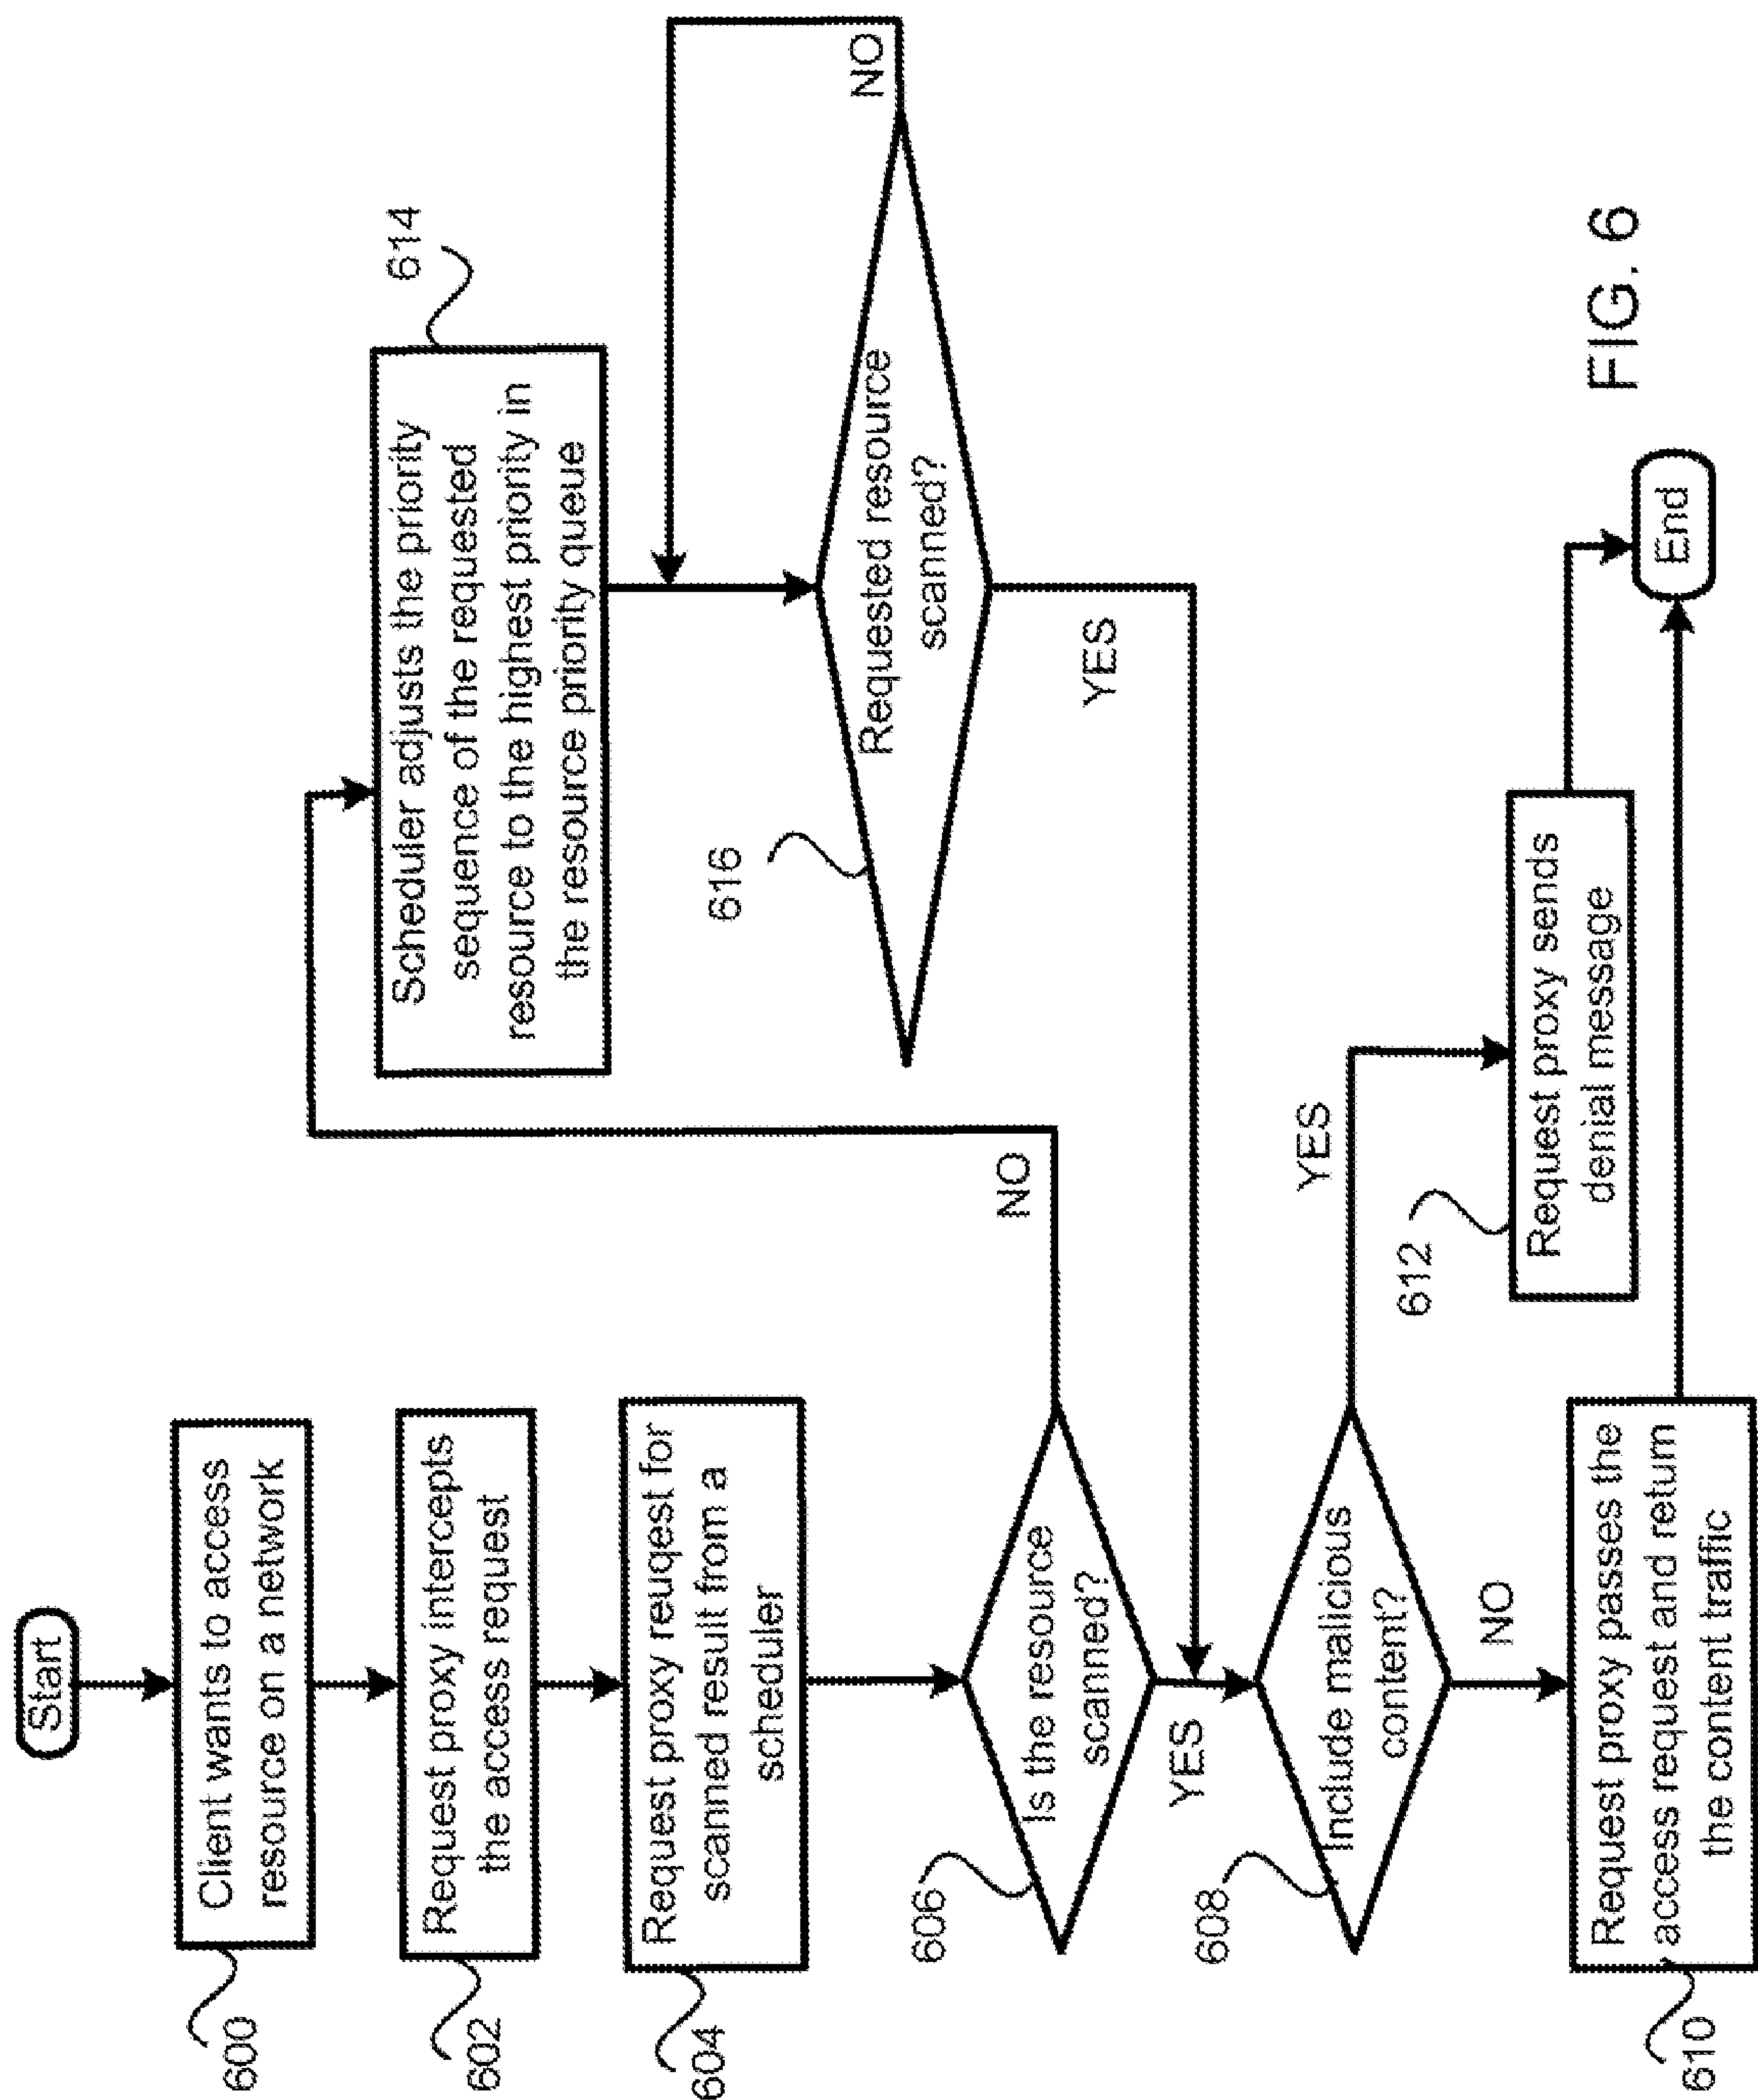 Start
Client wants to access
resource on a network
600
Request proxy intercepts
the access request
602
Request proxy reuqest for
scanned result from a
scheduler
604
Is the resource
scanned?
606
NO
YES
Scheduler adjusts the priority
sequence of the requested
resource to the highest priority in
the resource priority queue
614
Requested resource
scanned?
616
NO
YES
Include malicious
content?
608
YES
NO
Request proxy sends
denial message
612
Request proxy passes the
access request and return
the content traffic
610
End
FIG. 6